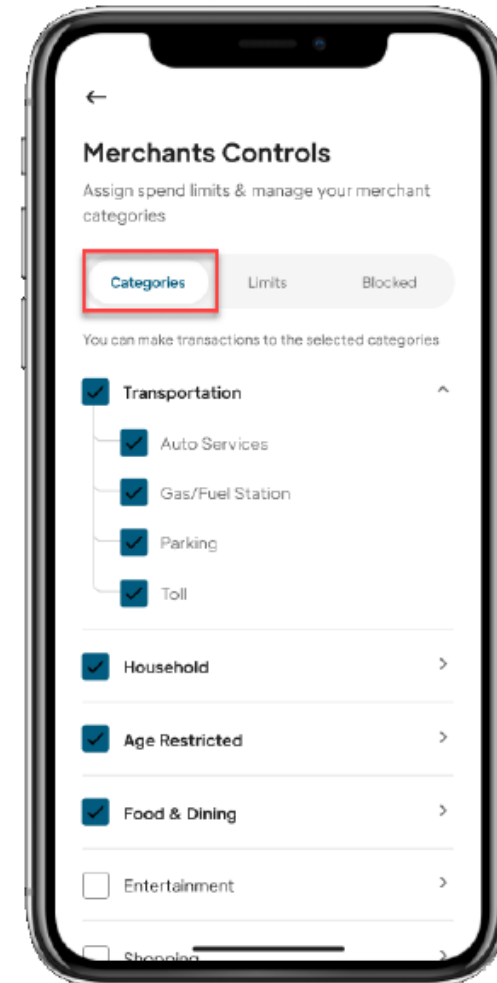 Merchants Controls
Assign spend limits & manage your merchant
categories
Categories Limits Blocked
You can make transactions to the selected categories
Transportation
Auto Services
Gas/Fuel Station
Parking
Toll
Household
Age Restricted
Food & Dining
Entertainment
Shopping